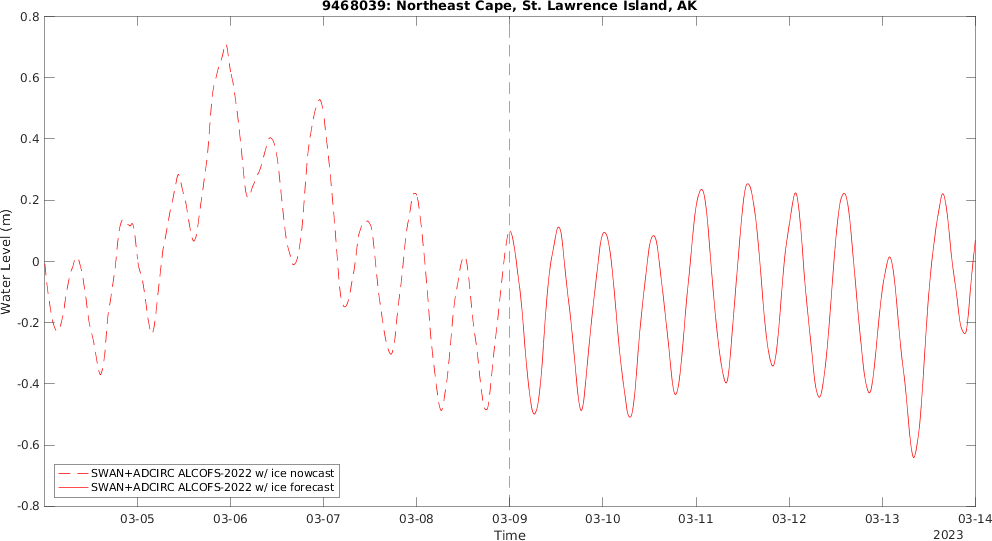 9468039: Northeast Cape, St. Lawrence Island, AK
0.8
0.6
0.4
0.2
0
-0.2
-0.4
-0.6
-0.8
Water Level (m)
SWAN+ADCIRC ALCOFS-2022 w/ ice nowcast
SWAN+ADCIRC ALCOFS-2022 w/ ice forecast
03-05 03-06 03-07 03-08 03-09 03-10 03-11 03-12 03-13 03-14
Time
2023